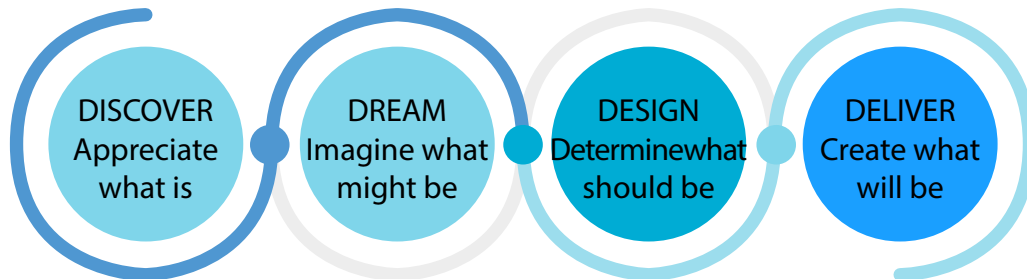 DISCOVER
Appreciate
what is
DREAM
Imagine what
might be
DESIGN
Determinewhat
should be
DELIVER
Create what
will be